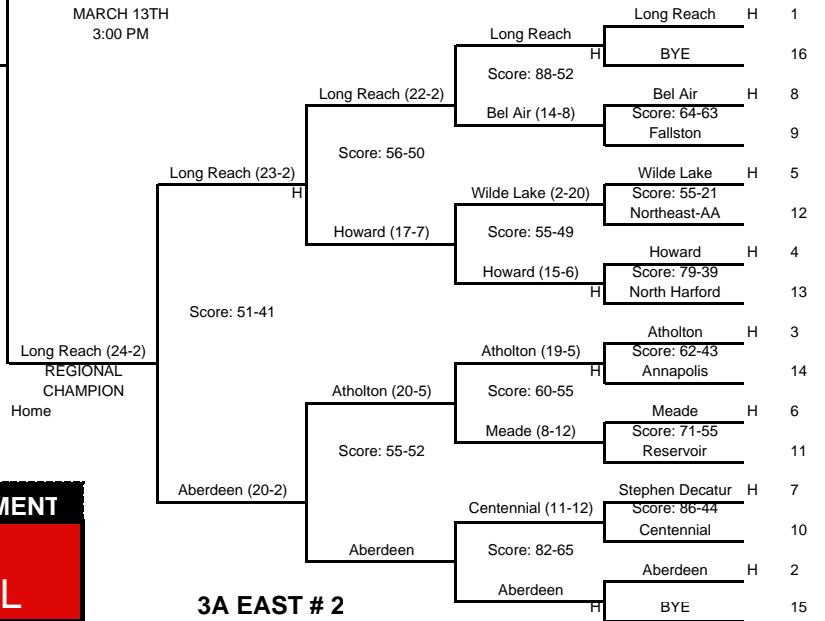 MARCH 13TH
3:00 PM
Long Reach H 1
Long Reach
H BYE 16
Score: 88-52
Long Reach (22-2)
Bel Air H 8
Bel Air (14-8)
Score: 64-63
Fallston 9
Score: 56-50
Long Reach (23-2)
H
Wilde Lake H 5
Wilde Lake (2-20)
Score: 55-21
Northeast-AA 12
Howard (17-7)
Score: 55-49
Howard H 4
Howard (15-6)
Score: 79-39
H North Harford 13
Score: 51-41
Long Reach (24-2)
REGIONAL
CHAMPION
Home
Atholton H 3
Atholton (19-5)
Score: 62-43
H Annapolis 14
Atholton (20-5)
Score: 60-55
Meade H 6
Meade (8-12)
Score: 71-55
Reservoir 11
Score: 55-52
Aberdeen (20-2)
Stephen Decatur H 7
Centennial (11-12)
Score: 86-44
Centennial 10
Aberdeen
Score: 82-65
Aberdeen H 2
Aberdeen
H BYE 15
MENT
L
3A EAST # 2